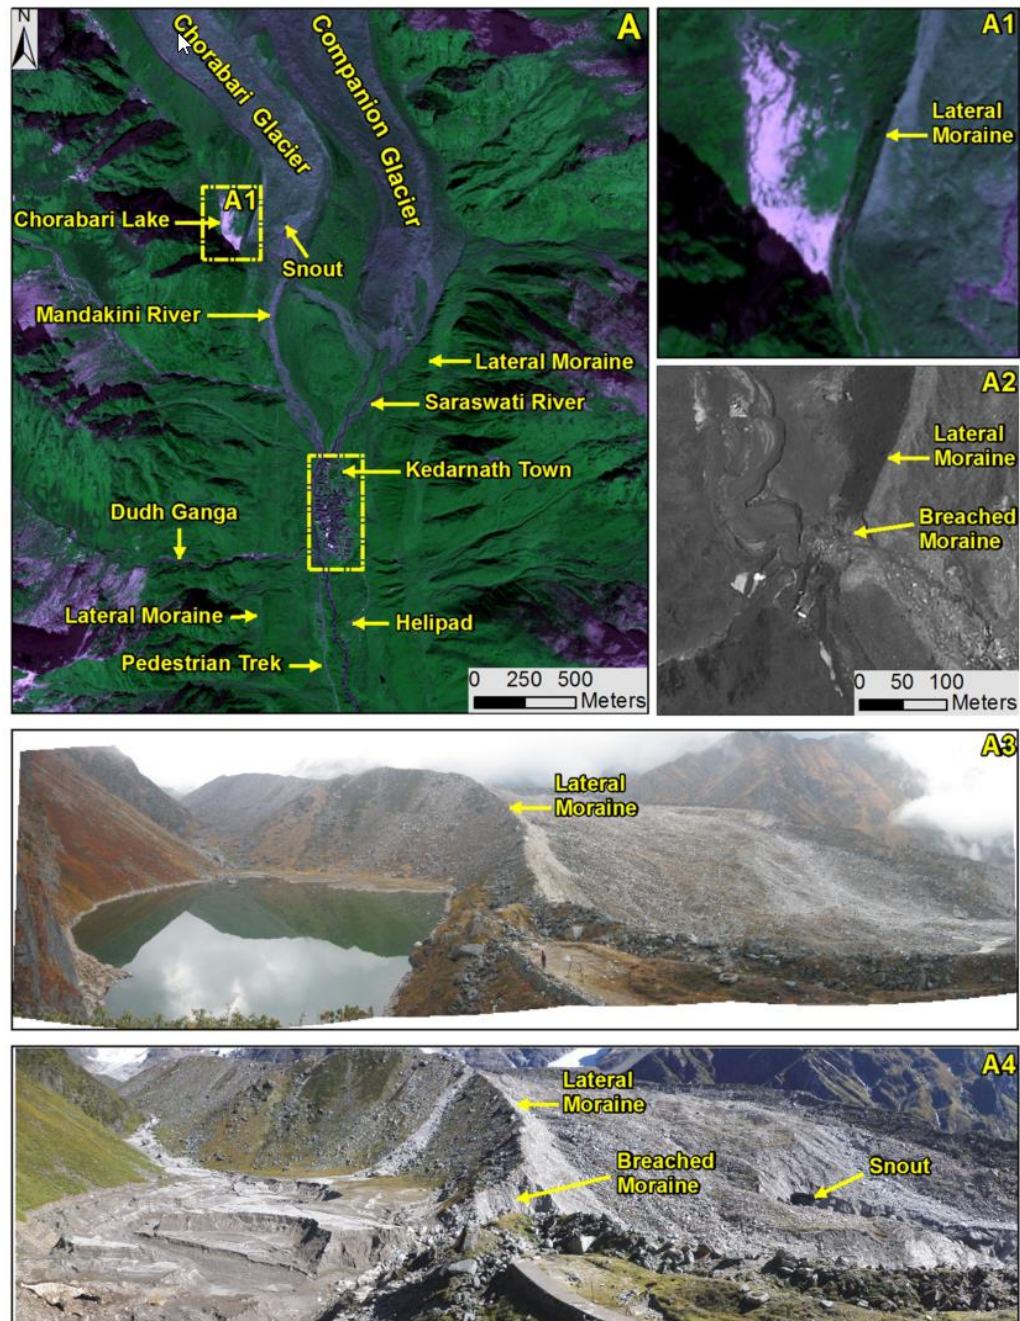 N
A
Chorabari Glacier
Companion Glacier
A1
Chorabari Lake
Snout
Mandakini River
Lateral Moraine
Saraswati River
Kedarnath Town
Dudh Ganga
Lateral Moraine
Helipad
Pedestrian Trek
0 250 500
Meters
A1
Lateral
Moraine
A2
Lateral
Moraine
Breached
Moraine
0 50 100
Meters
A3
Lateral
Moraine
A4
Lateral
Moraine
Breached
Moraine
Snout